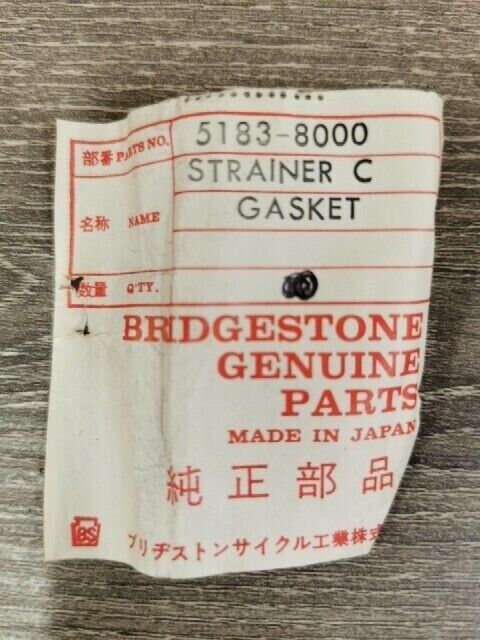 部番 PARTS NO. 5183-8000
STRAINER C
名称 NAME GASKET
数量 Q'TY.
BRIDGESTONE
GENUINE
PARTS
MADE IN JAPAN
純正部品
BS ブリヂストンサイクル工業株式